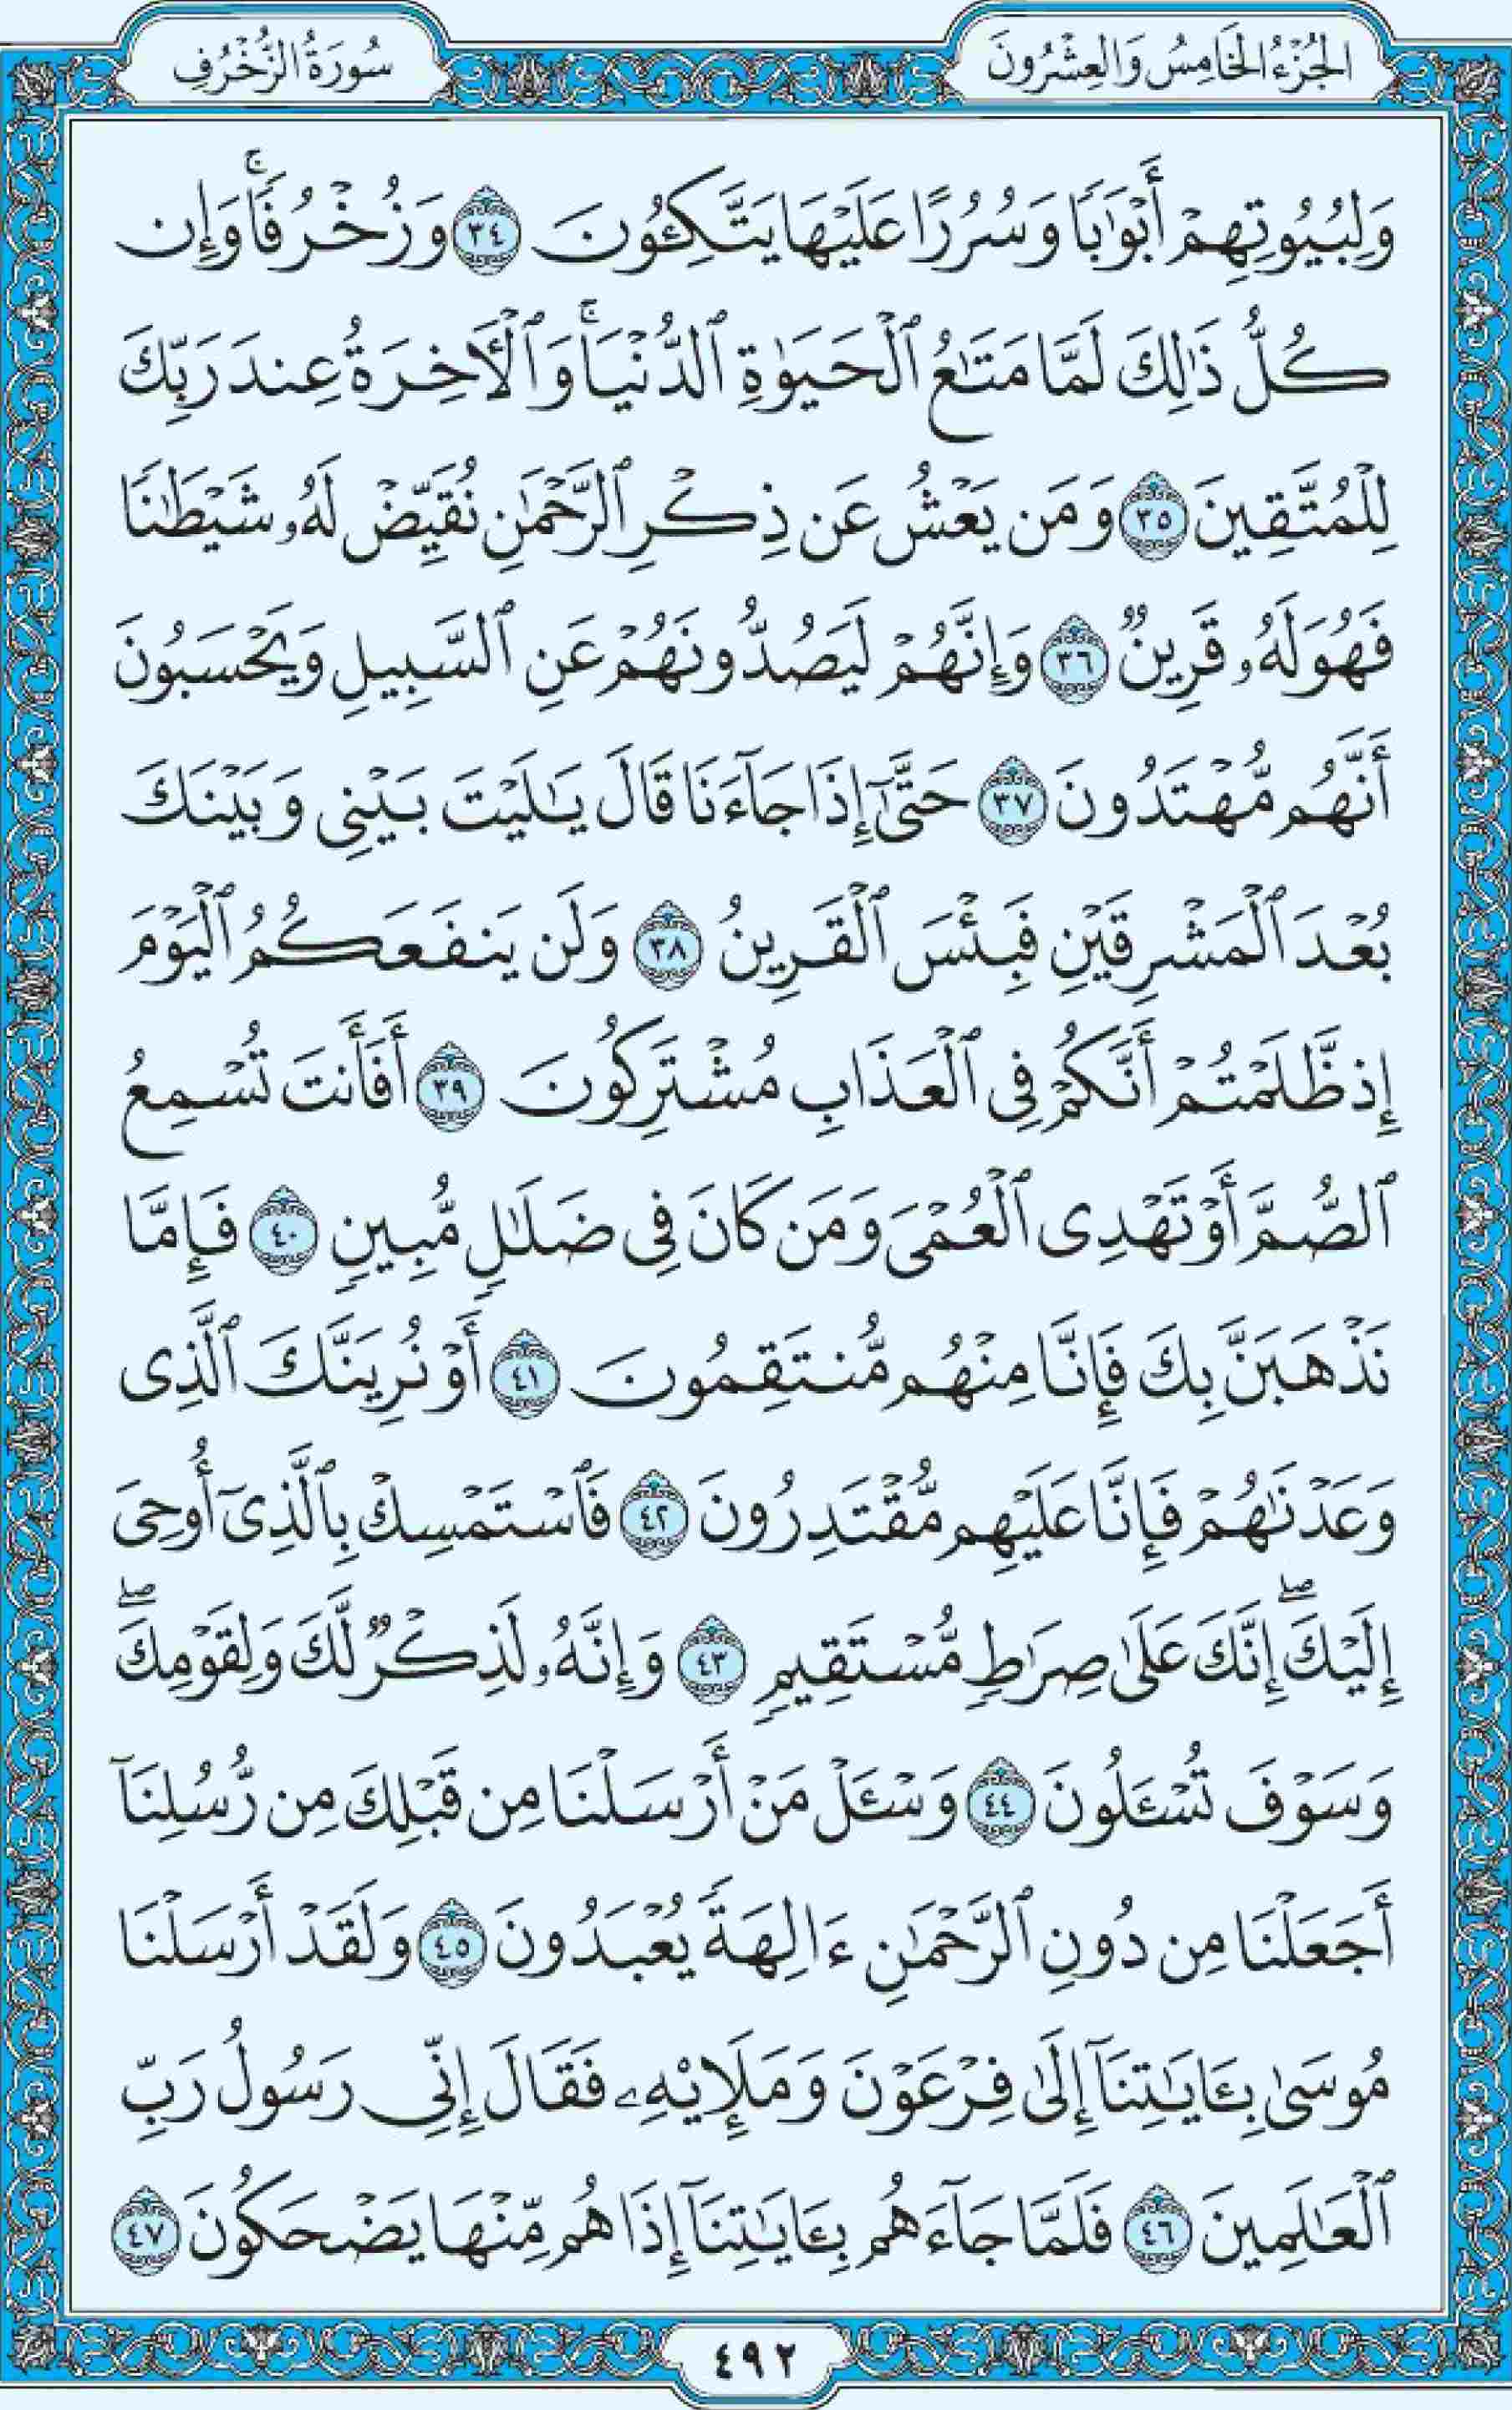 الجُزْءُ الخَامِسُ وَالعِشْرُونَ
سُورَةُ الزُّخْرُفِ
وَلِبُيُوتِهِمْ أَبْوَٰبًا وَسُرُرًا عَلَيْهَا يَتَّكِـُٔونَ ٣٤ وَزُخْرُفًاۚ وَإِن
كُلُّ ذَٰلِكَ لَمَّا مَتَـٰعُ ٱلْحَيَوٰةِ ٱلدُّنْيَاۚ وَٱلْـَٔاخِرَةُ عِندَ رَبِّكَ
لِلْمُتَّقِينَ ٣٥ وَمَن يَعْشُ عَن ذِكْرِ ٱلرَّحْمَـٰنِ نُقَيِّضْ لَهُۥ شَيْطَـٰنًا
فَهُوَ لَهُۥ قَرِينٌ ٣٦ وَإِنَّهُمْ لَيَصُدُّونَهُمْ عَنِ ٱلسَّبِيلِ وَيَحْسَبُونَ
أَنَّهُم مُّهْتَدُونَ ٣٧ حَتَّىٰٓ إِذَا جَآءَنَا قَالَ يَـٰلَيْتَ بَيْنِى وَبَيْنَكَ
بُعْدَ ٱلْمَشْرِقَيْنِ فَبِئْسَ ٱلْقَرِينُ ٣٨ وَلَن يَنفَعَكُمُ ٱلْيَوْمَ
إِذ ظَّلَمْتُمْ أَنَّكُمْ فِى ٱلْعَذَابِ مُشْتَرِكُونَ ٣٩ أَفَأَنتَ تُسْمِعُ
ٱلصُّمَّ أَوْ تَهْدِى ٱلْعُمْىَ وَمَن كَانَ فِى ضَلَـٰلٍ مُّبِينٍ ٤٠ فَإِمَّا
نَذْهَبَنَّ بِكَ فَإِنَّا مِنْهُم مُّنتَقِمُونَ ٤١ أَوْ نُرِيَنَّكَ ٱلَّذِى
وَعَدْنَـٰهُمْ فَإِنَّا عَلَيْهِم مُّقْتَدِرُونَ ٤٢ فَٱسْتَمْسِكْ بِٱلَّذِىٓ أُوحِىَ
إِلَيْكَۖ إِنَّكَ عَلَىٰ صِرَٰطٍ مُّسْتَقِيمٍ ٤٣ وَإِنَّهُۥ لَذِكْرٌ لَّكَ وَلِقَوْمِكَۖ
وَسَوْفَ تُسْـَٔلُونَ ٤٤ وَسْـَٔلْ مَنْ أَرْسَلْنَا مِن قَبْلِكَ مِن رُّسُلِنَآ
أَجَعَلْنَا مِن دُونِ ٱلرَّحْمَـٰنِ ءَالِهَةً يُعْبَدُونَ ٤٥ وَلَقَدْ أَرْسَلْنَا
مُوسَىٰ بِـَٔايَـٰتِنَآ إِلَىٰ فِرْعَوْنَ وَمَلَإِي۟هِۦ فَقَالَ إِنِّى رَسُولُ رَبِّ
ٱلْعَـٰلَمِينَ ٤٦ فَلَمَّا جَآءَهُم بِـَٔايَـٰتِنَآ إِذَا هُم مِّنْهَا يَضْحَكُونَ ٤٧
٤٩٢